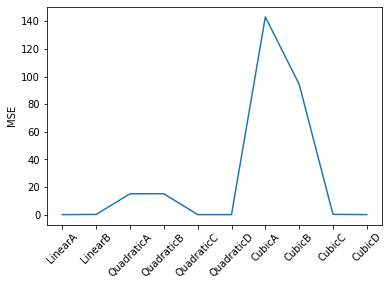 140
120
100
80
60
40
20
0
MSE
LinearA
LinearB
QuadraticA
QuadraticB
QuadraticC
QuadraticD
CubicA
CubicB
CubicC
CubicD